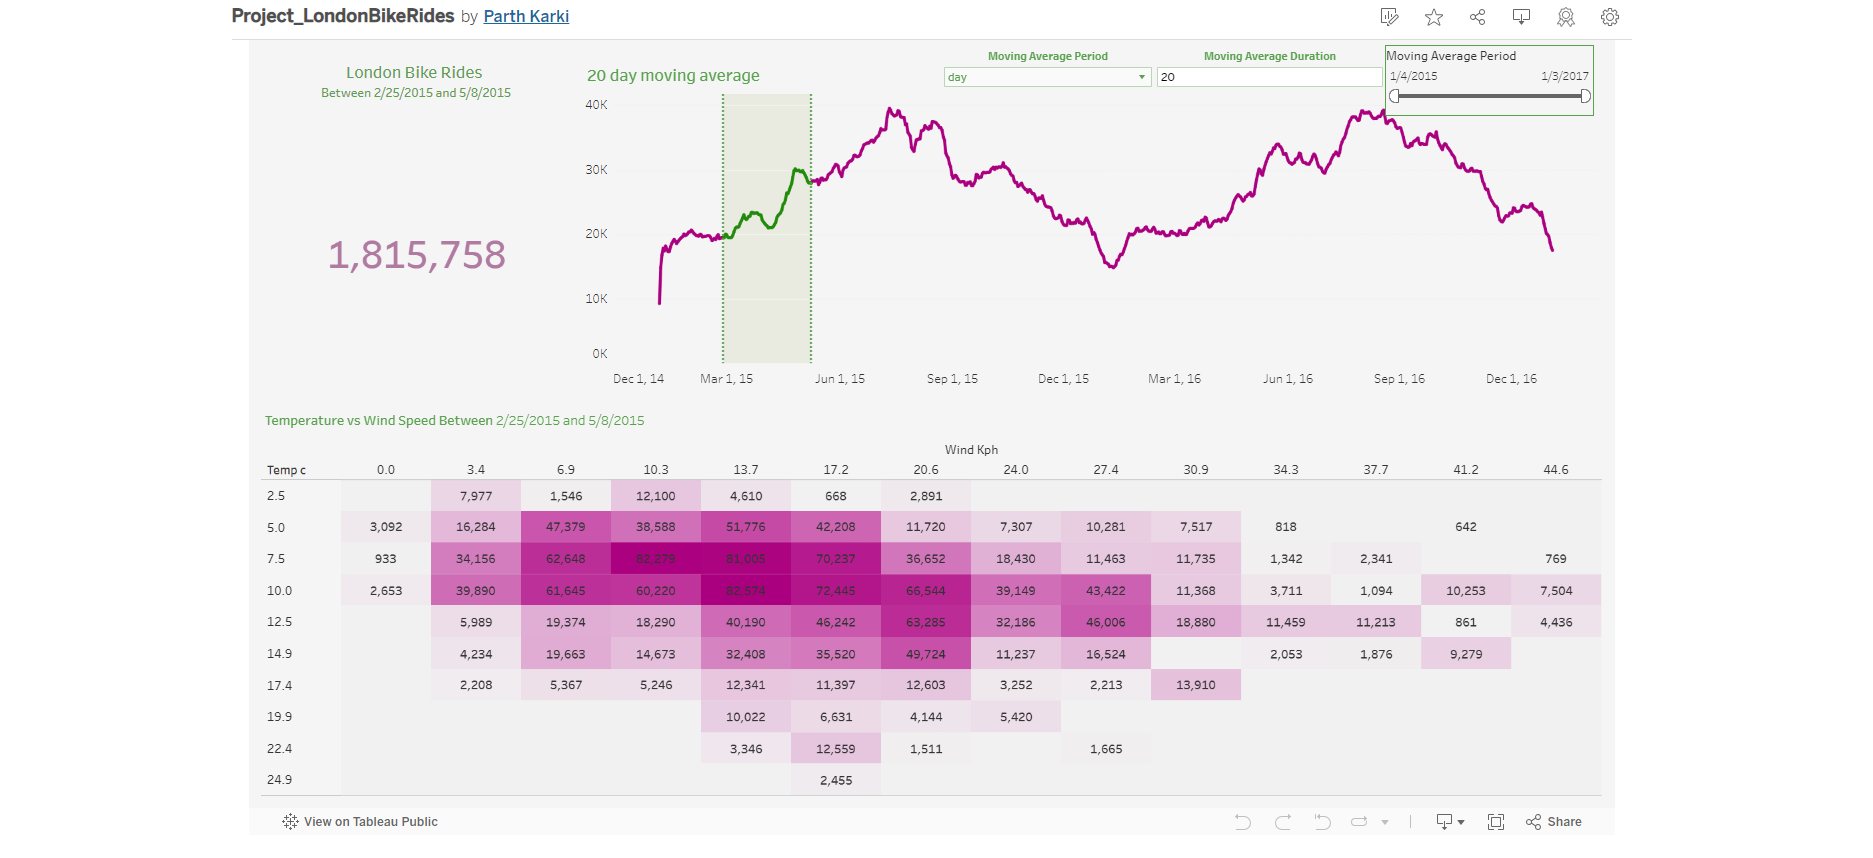 Project_LondonBikeRides by Parth Karki
London Bike Rides
Between 2/25/2015 and 5/8/2015
1,815,758
20 day moving average
Moving Average Period
day
Moving Average Duration
20
Moving Average Period
1/4/2015 1/3/2017
40K
30K
20K
10K
0K
Dec 1, 14 Mar 1, 15 Jun 1, 15 Sep 1, 15 Dec 1, 15 Mar 1, 16 Jun 1, 16 Sep 1, 16 Dec 1, 16
Temperature vs Wind Speed Between 2/25/2015 and 5/8/2015
Wind Kph
Temp c 0.0 3.4 6.9 10.3 13.7 17.2 20.6 24.0 27.4 30.9 34.3 37.7 41.2 44.6
2.5 7,977 1,546 12,100 4,610 668 2,891
5.0 3,092 16,284 47,379 38,588 51,776 42,208 11,720 7,307 10,281 7,517 818 642
7.5 933 34,156 62,648 82,279 81,005 70,237 36,652 18,430 11,463 11,735 1,342 2,341 769
10.0 2,653 39,890 61,645 60,220 82,574 72,445 66,544 39,149 43,422 11,368 3,711 1,094 10,253 7,504
12.5 5,989 19,374 18,290 40,190 46,242 63,285 32,186 46,006 18,880 11,459 11,213 861 4,436
14.9 4,234 19,663 14,673 32,408 35,520 49,724 11,237 16,524 2,053 1,876 9,279
17.4 2,208 5,367 5,246 12,341 11,397 12,603 3,252 2,213 13,910
19.9 10,022 6,631 4,144 5,420
22.4 3,346 12,559 1,511 1,665
24.9 2,455
View on Tableau Public
Share